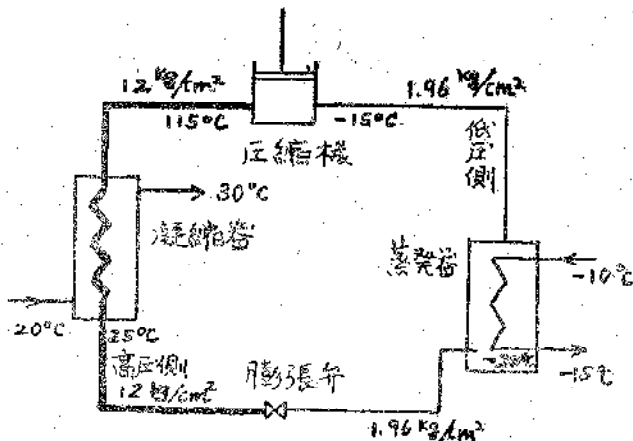 12 kg/cm²
1.96 kg/cm²
115°C
-15°C
圧縮機
低圧側
30°C
凝縮器
蒸発器
-10°C
20°C
25°C
高圧側
12 kg/cm²
膨張弁
-15℃
1.96 kg/cm²